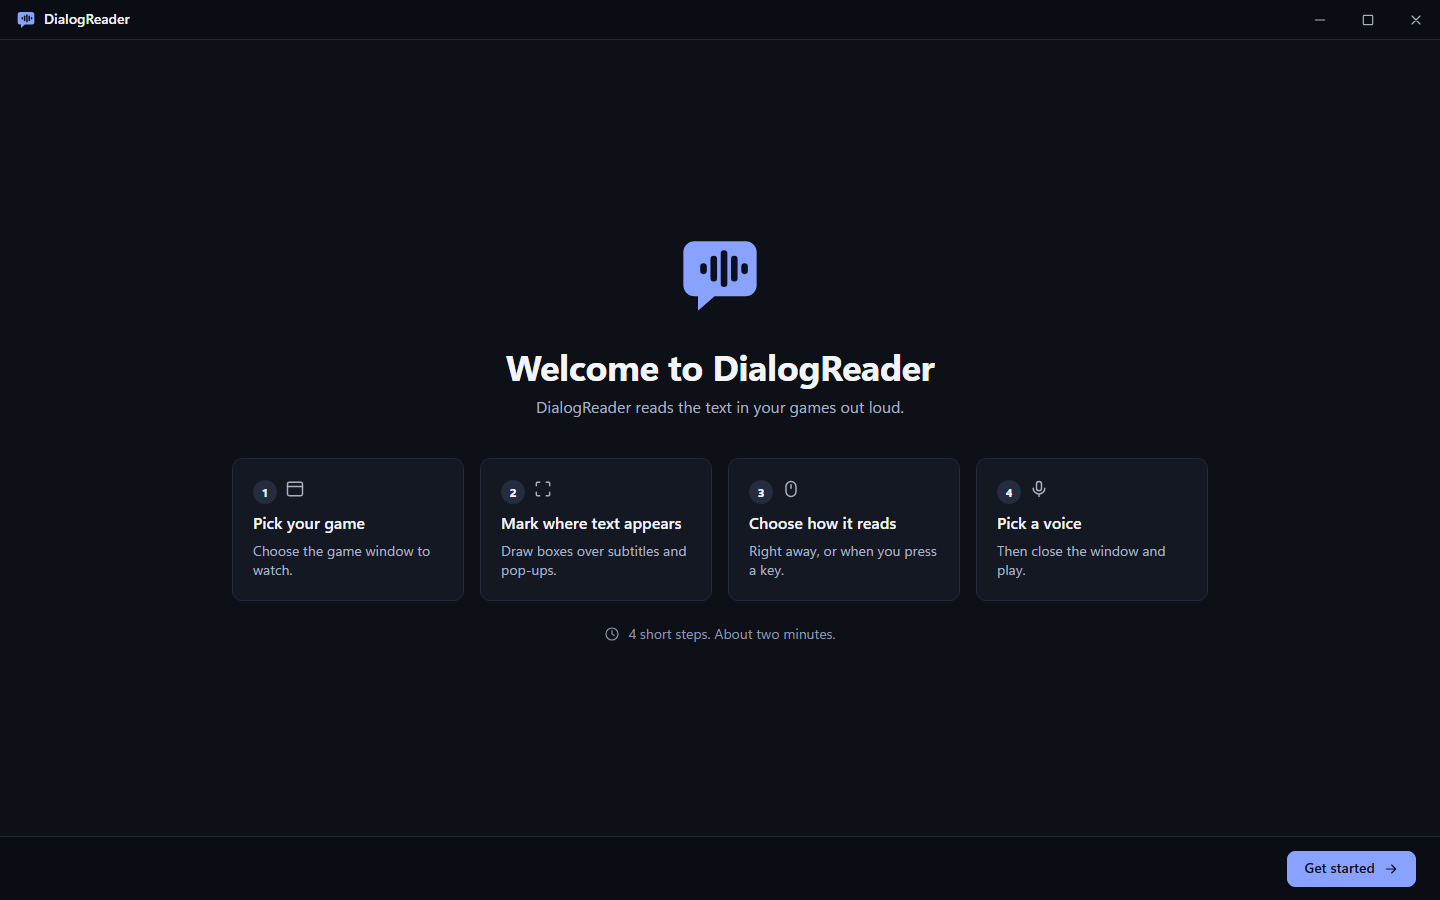 DialogReader
Welcome to DialogReader
DialogReader reads the text in your games out loud.
1
Pick your game
Choose the game window to
watch.
2
Mark where text appears
Draw boxes over subtitles and
pop-ups.
3
Choose how it reads
Right away, or when you press
a key.
4
Pick a voice
Then close the window and
play.
4 short steps. About two minutes.
Get started